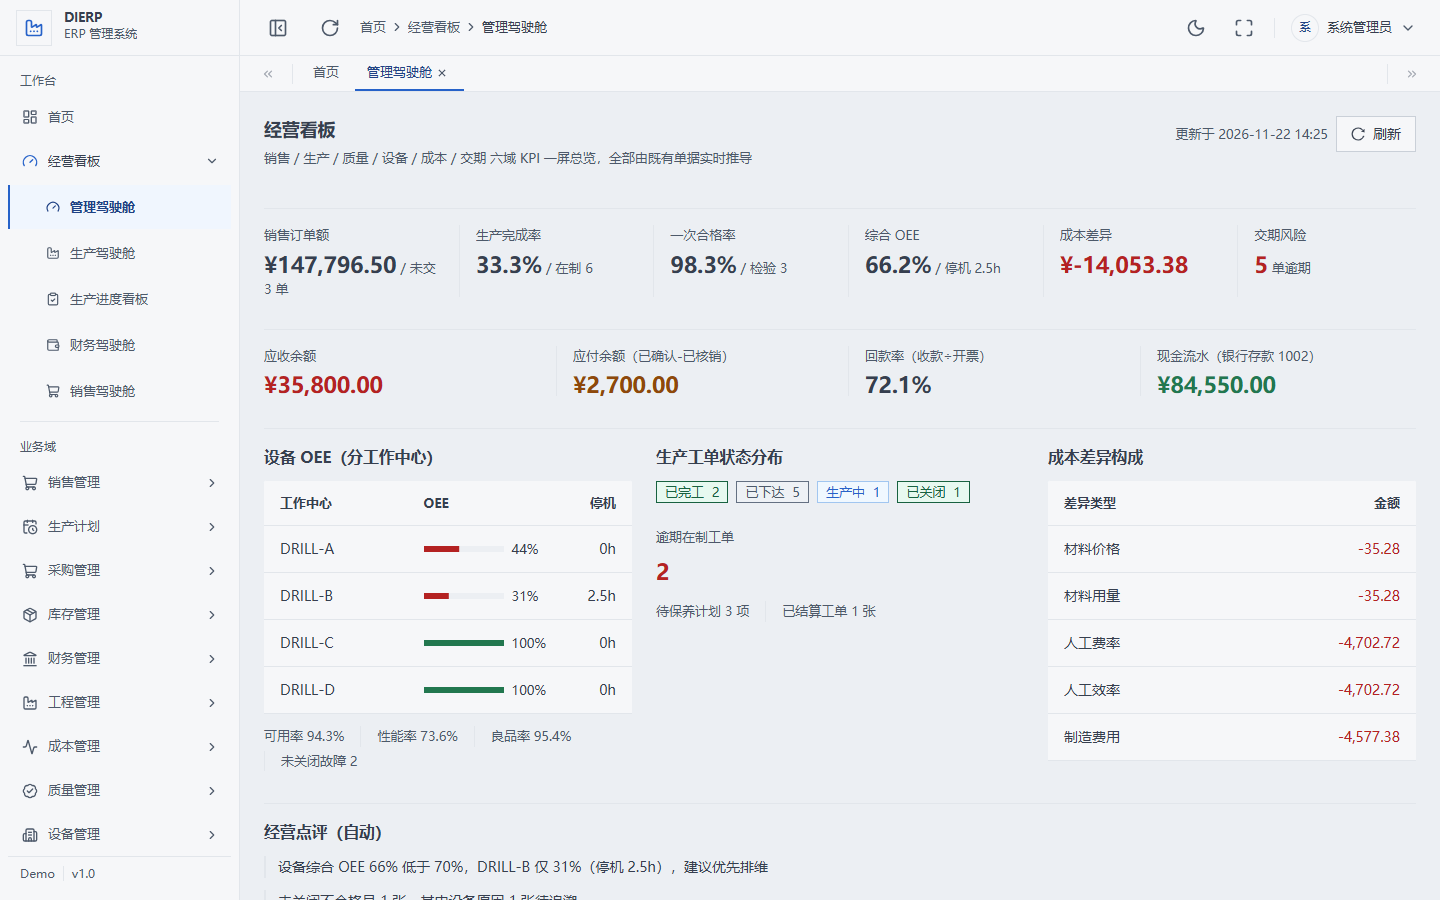 DIERP
ERP 管理系统
首页 > 经营看板 > 管理驾驶舱
系 系统管理员
« 首页 管理驾驶舱 × »
工作台
首页
经营看板
管理驾驶舱
生产驾驶舱
生产进度看板
财务驾驶舱
销售驾驶舱
业务域
销售管理
生产计划
采购管理
库存管理
财务管理
工程管理
成本管理
质量管理
设备管理
Demo v1.0
经营看板
销售 / 生产 / 质量 / 设备 / 成本 / 交期 六域 KPI 一屏总览，全部由既有单据实时推导
更新于 2026-11-22 14:25 刷新
销售订单额
¥147,796.50 / 未交
3 单
生产完成率
33.3% / 在制 6
一次合格率
98.3% / 检验 3
综合 OEE
66.2% / 停机 2.5h
成本差异
¥-14,053.38
交期风险
5 单逾期
应收余额
¥35,800.00
应付余额（已确认-已核销）
¥2,700.00
回款率（收款÷开票）
72.1%
现金流水（银行存款 1002）
¥84,550.00
设备 OEE（分工作中心）
工作中心 OEE 停机
DRILL-A 44% 0h
DRILL-B 31% 2.5h
DRILL-C 100% 0h
DRILL-D 100% 0h
可用率 94.3% 性能率 73.6% 良品率 95.4%
未关闭故障 2
生产工单状态分布
已完工 2 已下达 5 生产中 1 已关闭 1
逾期在制工单
2
待保养计划 3 项 已结算工单 1 张
成本差异构成
差异类型 金额
材料价格 -35.28
材料用量 -35.28
人工费率 -4,702.72
人工效率 -4,702.72
制造费用 -4,577.38
经营点评（自动）
设备综合 OEE 66% 低于 70%，DRILL-B 仅 31%（停机 2.5h），建议优先排维